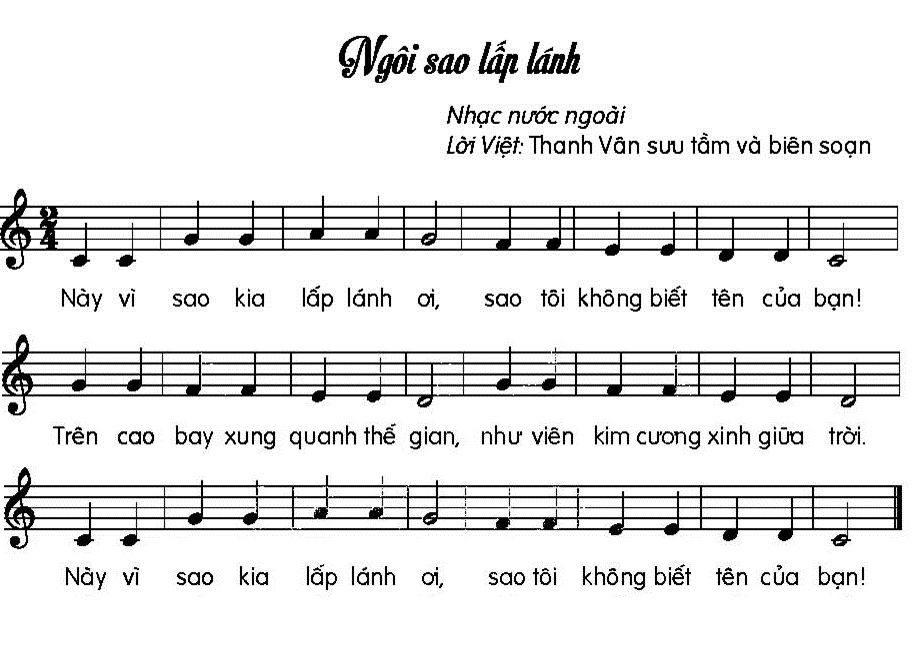 Ngôi sao lấp lánh
Nhạc nước ngoài
Lời Việt: Thanh Vân sưu tầm và biên soạn
2
4
Này vì sao kia lấp lánh ơi, sao tôi không biết tên của bạn!
Trên cao bay xung quanh thế gian, như viên kim cương xinh giữa trời.
Này vì sao kia lấp lánh ơi, sao tôi không biết tên của bạn!